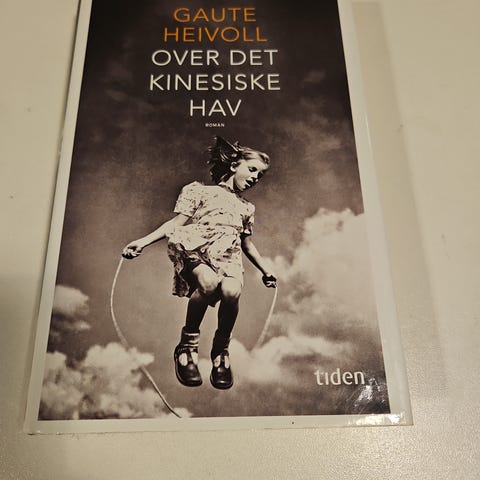 GAUTE
HEIVOLL
OVER DET
KINESISKE
HAV
ROMAN
tiden